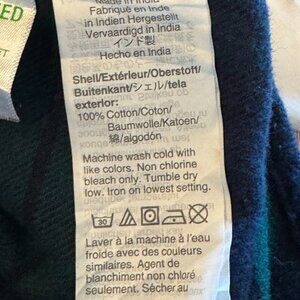 ED
ST
Made in India
Fabriqué en Inde
in Indien Hergestellt
Vervaardigd in India
インド製
Hecho en India
Shell/Extérieur/Oberstoff/
Buitenkant/シェル/tela
exterior:
100% Cotton/Coton/
Baumwolle/Katoen/
綿/algodón
Machine wash cold with
like colors. Non chlorine
bleach only. Tumble dry
low. Iron on lowest setting.
30
Laver à la machine à l'eau
froide avec des couleurs
similaires. Agent de
blanchiment non chloré
seulement. Sécher au